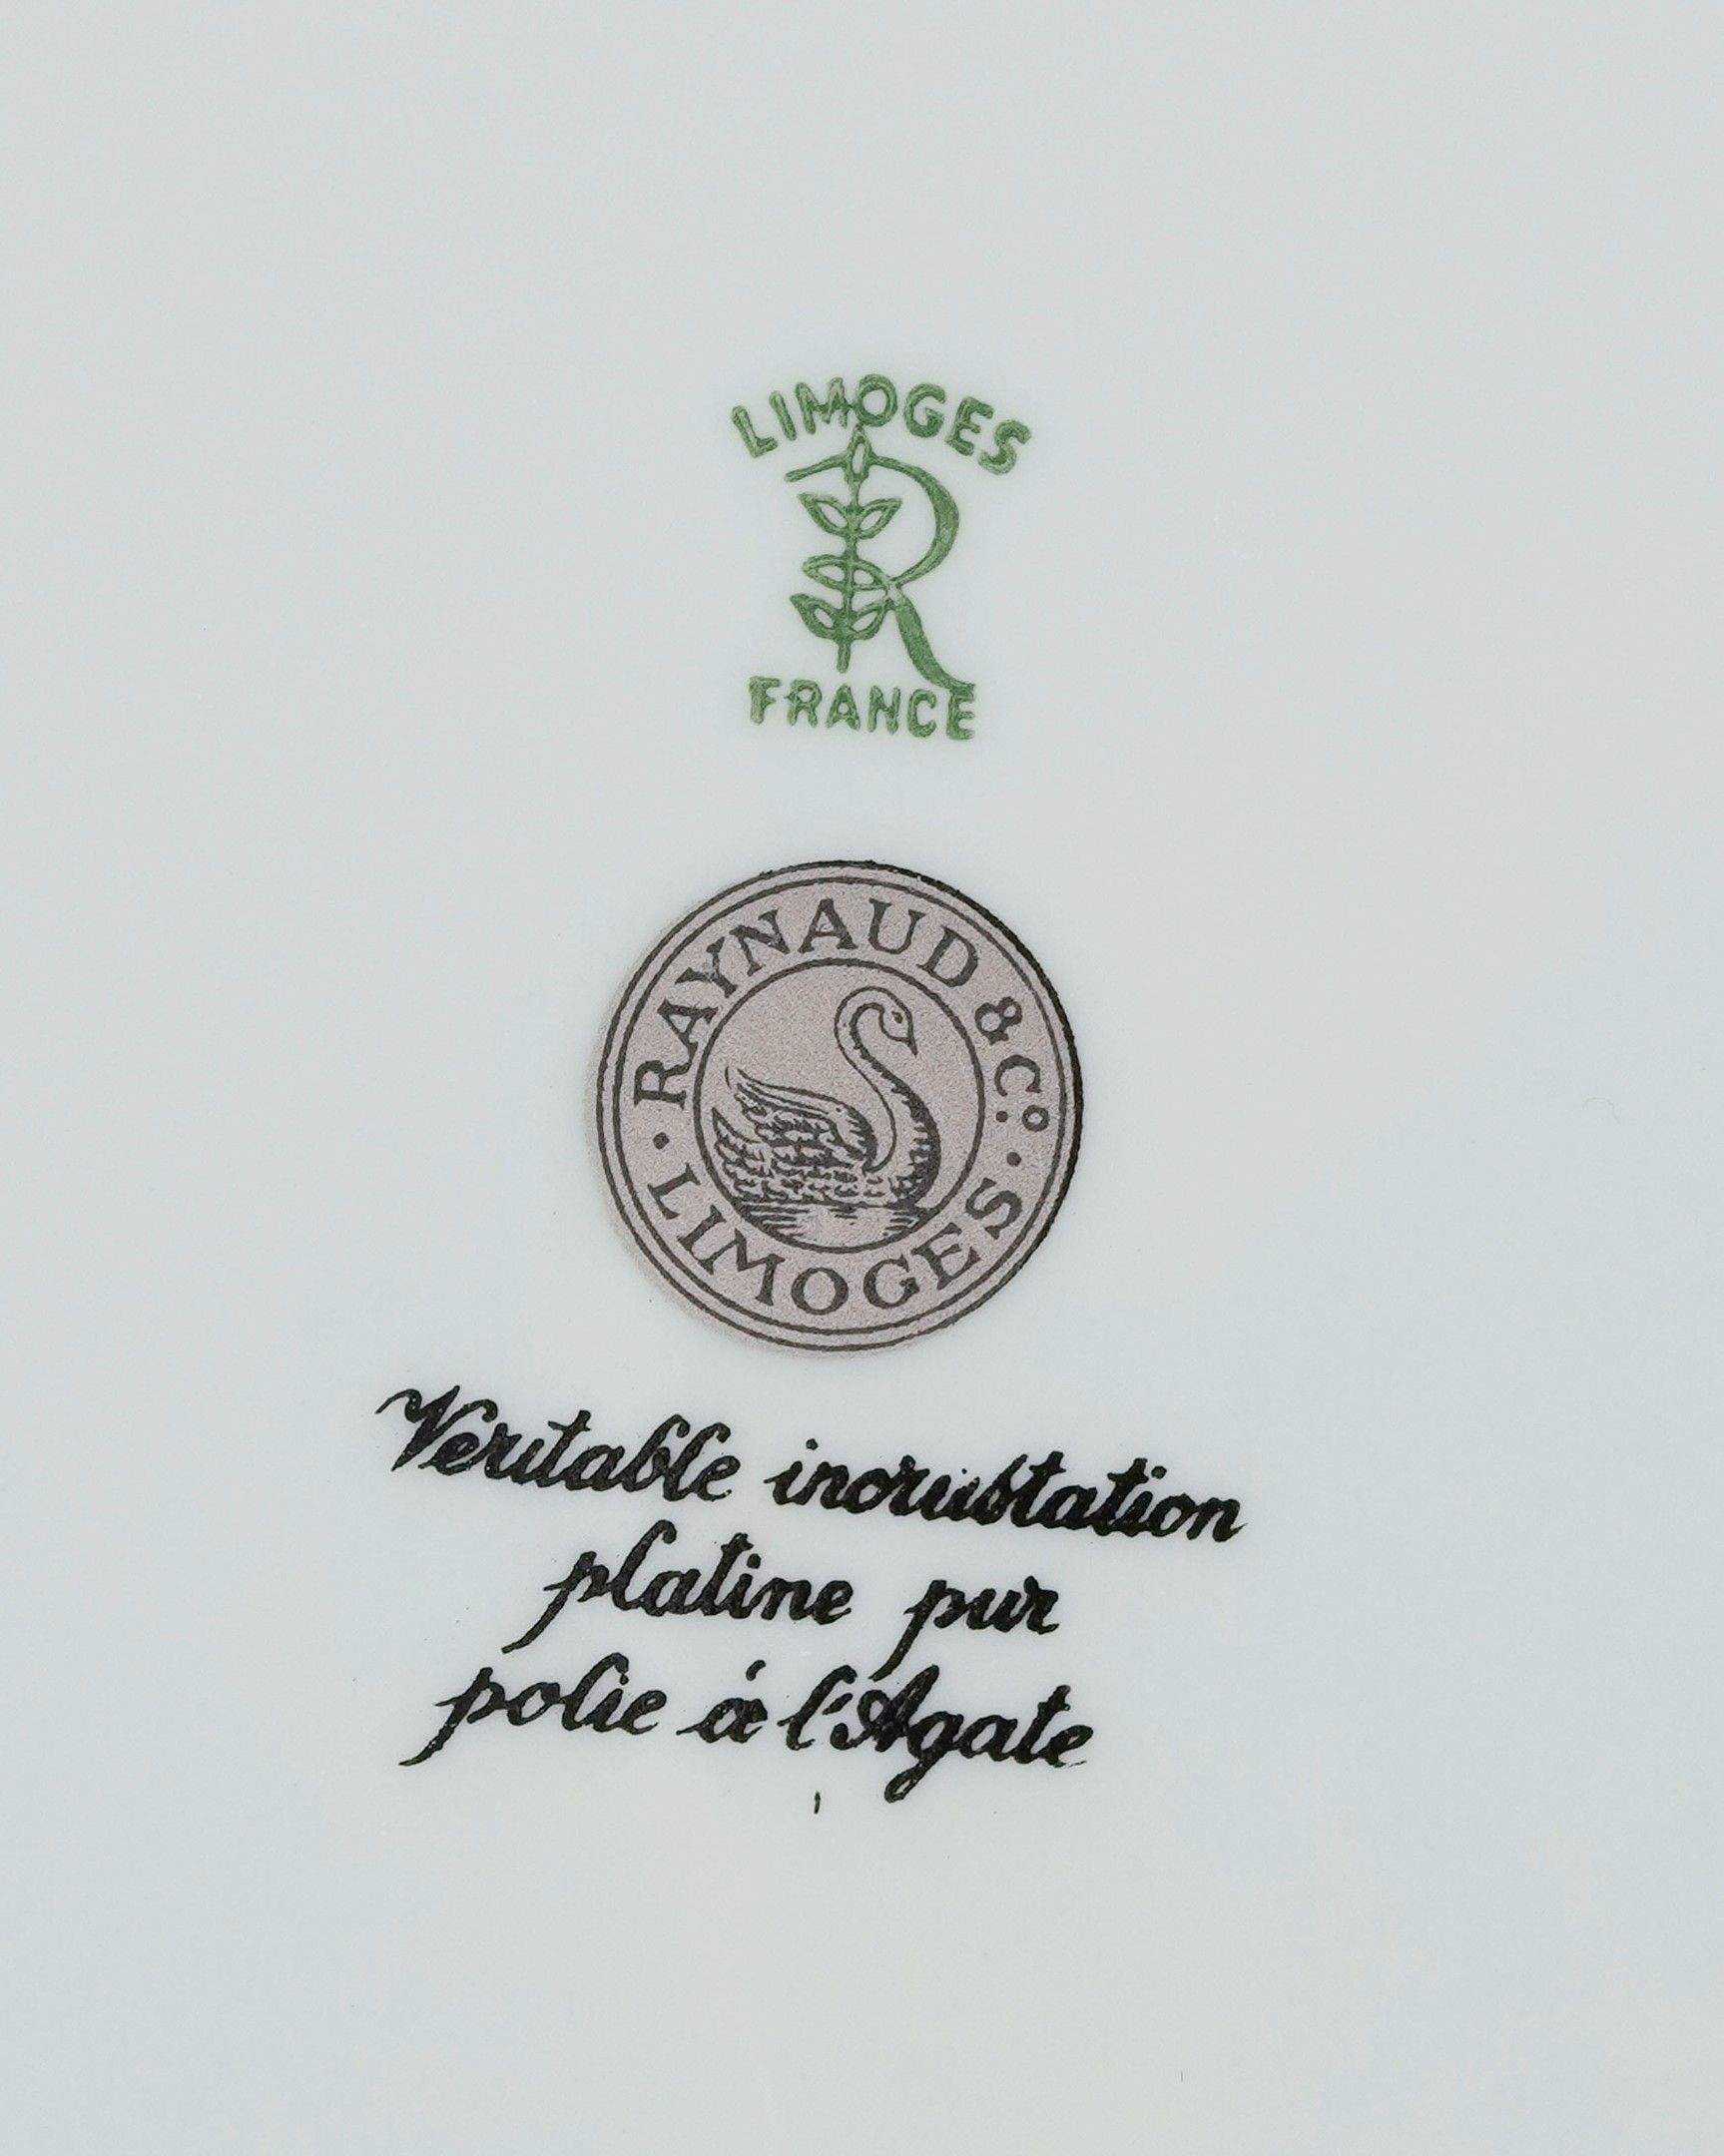 LIMOGES
R
FRANCE
RAYNAUD & Cº.
· LIMOGES ·
Veritable incrustation
platine pur
polie à l'Agate